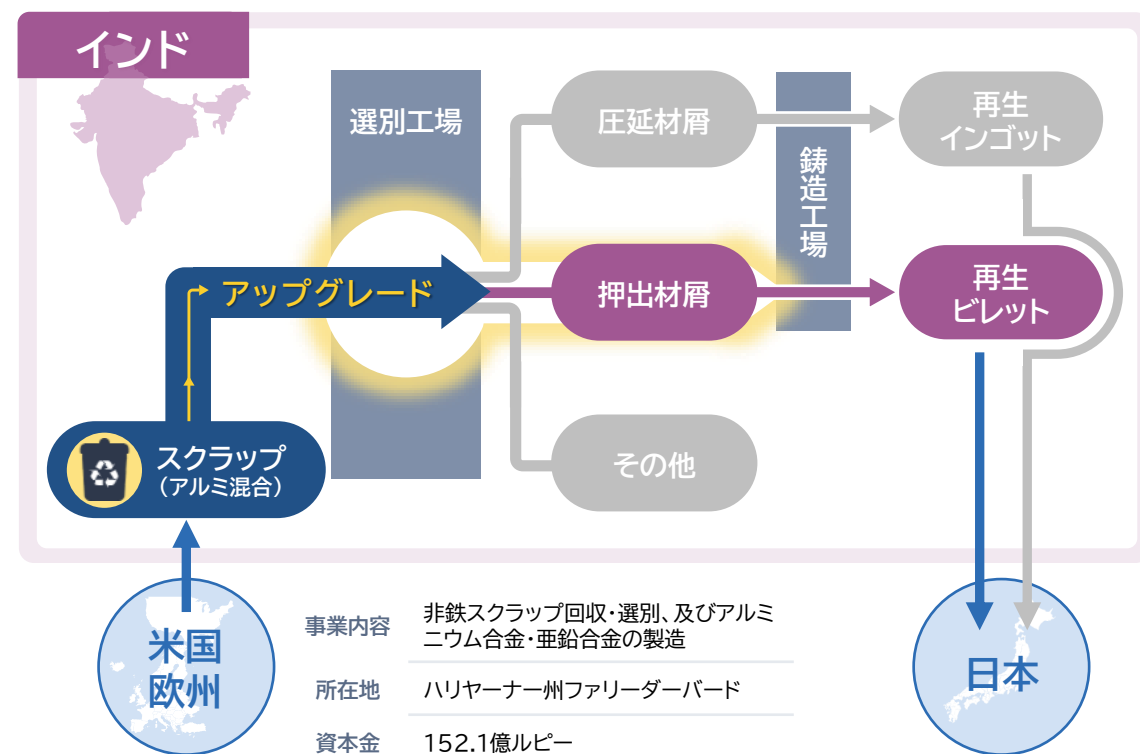 インド
選別工場
圧延材屑
鋳造工場
再生
インゴット
アップグレード
押出材屑
再生
ビレット
スクラップ
（アルミ混合）
その他
米国
欧州
事業内容
非鉄スクラップ回収・選別、及びアルミ
ニウム合金・亜鉛合金の製造
所在地
ハリヤーナー州ファリーダーバード
資本金
152.1億ルピー
日本